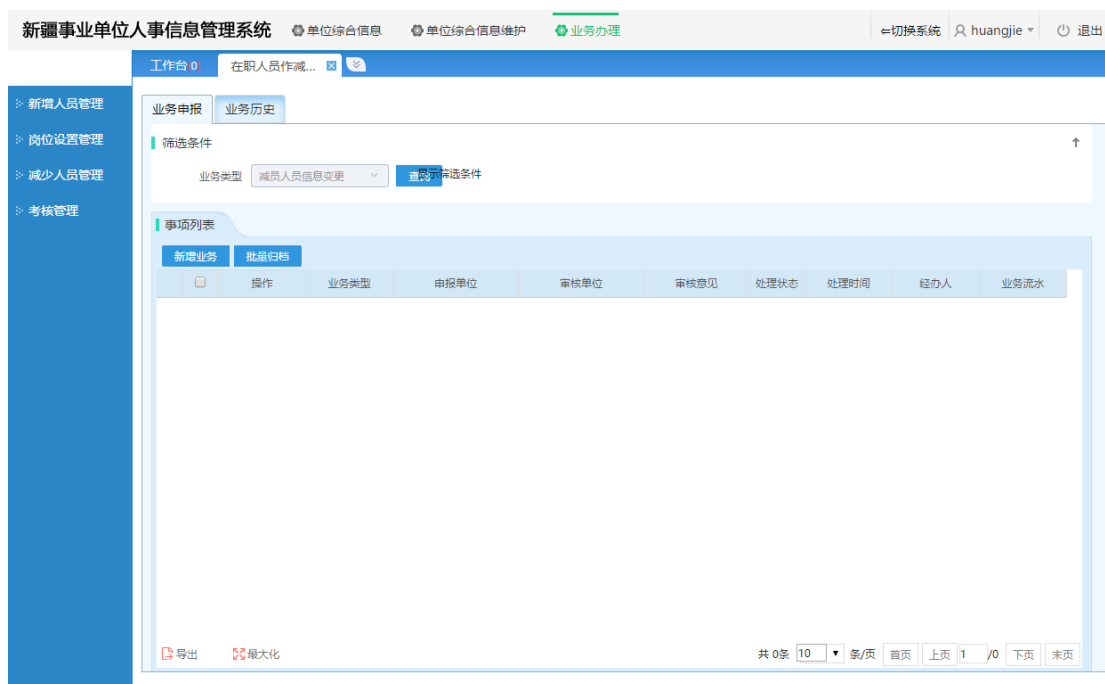 新疆事业单位人事信息管理系统 单位综合信息 单位综合信息维护 业务办理 ⇐切换系统 huangjie 退出
工作台(0) 在职人员作减...
新增人员管理
岗位设置管理
减少人员管理
考核管理
业务申报 业务历史
筛选条件
业务类型 减员人员信息变更 查询 显示筛选条件
事项列表
新增业务 批量归档
操作 业务类型 申报单位 审核单位 审核意见 处理状态 处理时间 经办人 业务流水
导出 最大化 共 0条 10 条/页 首页 上页 1 /0 下页 末页